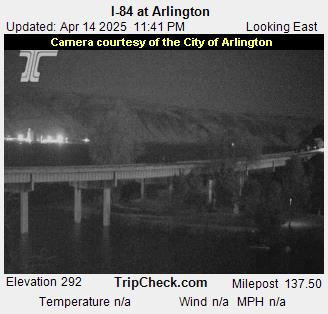 I-84 at Arlington
Updated: Apr 14 2025 11:41 PM Looking East
Camera courtesy of the City of Arlington
Elevation 292 TripCheck.com Milepost 137.50
Temperature n/a Wind n/a MPH n/a